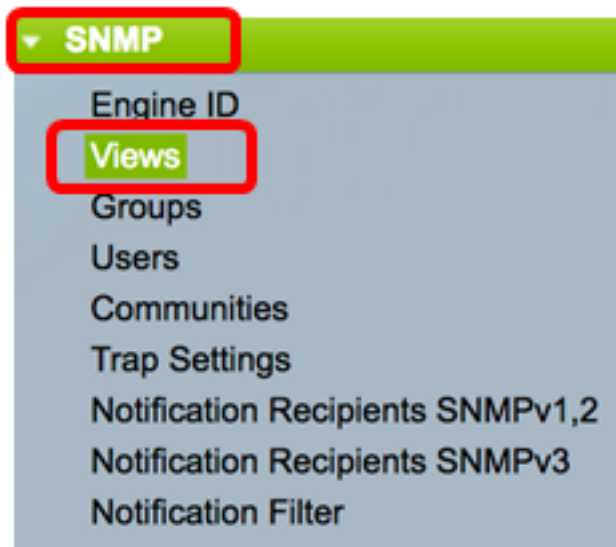 SNMP
Engine ID
Views
Groups
Users
Communities
Trap Settings
Notification Recipients SNMPv1,2
Notification Recipients SNMPv3
Notification Filter